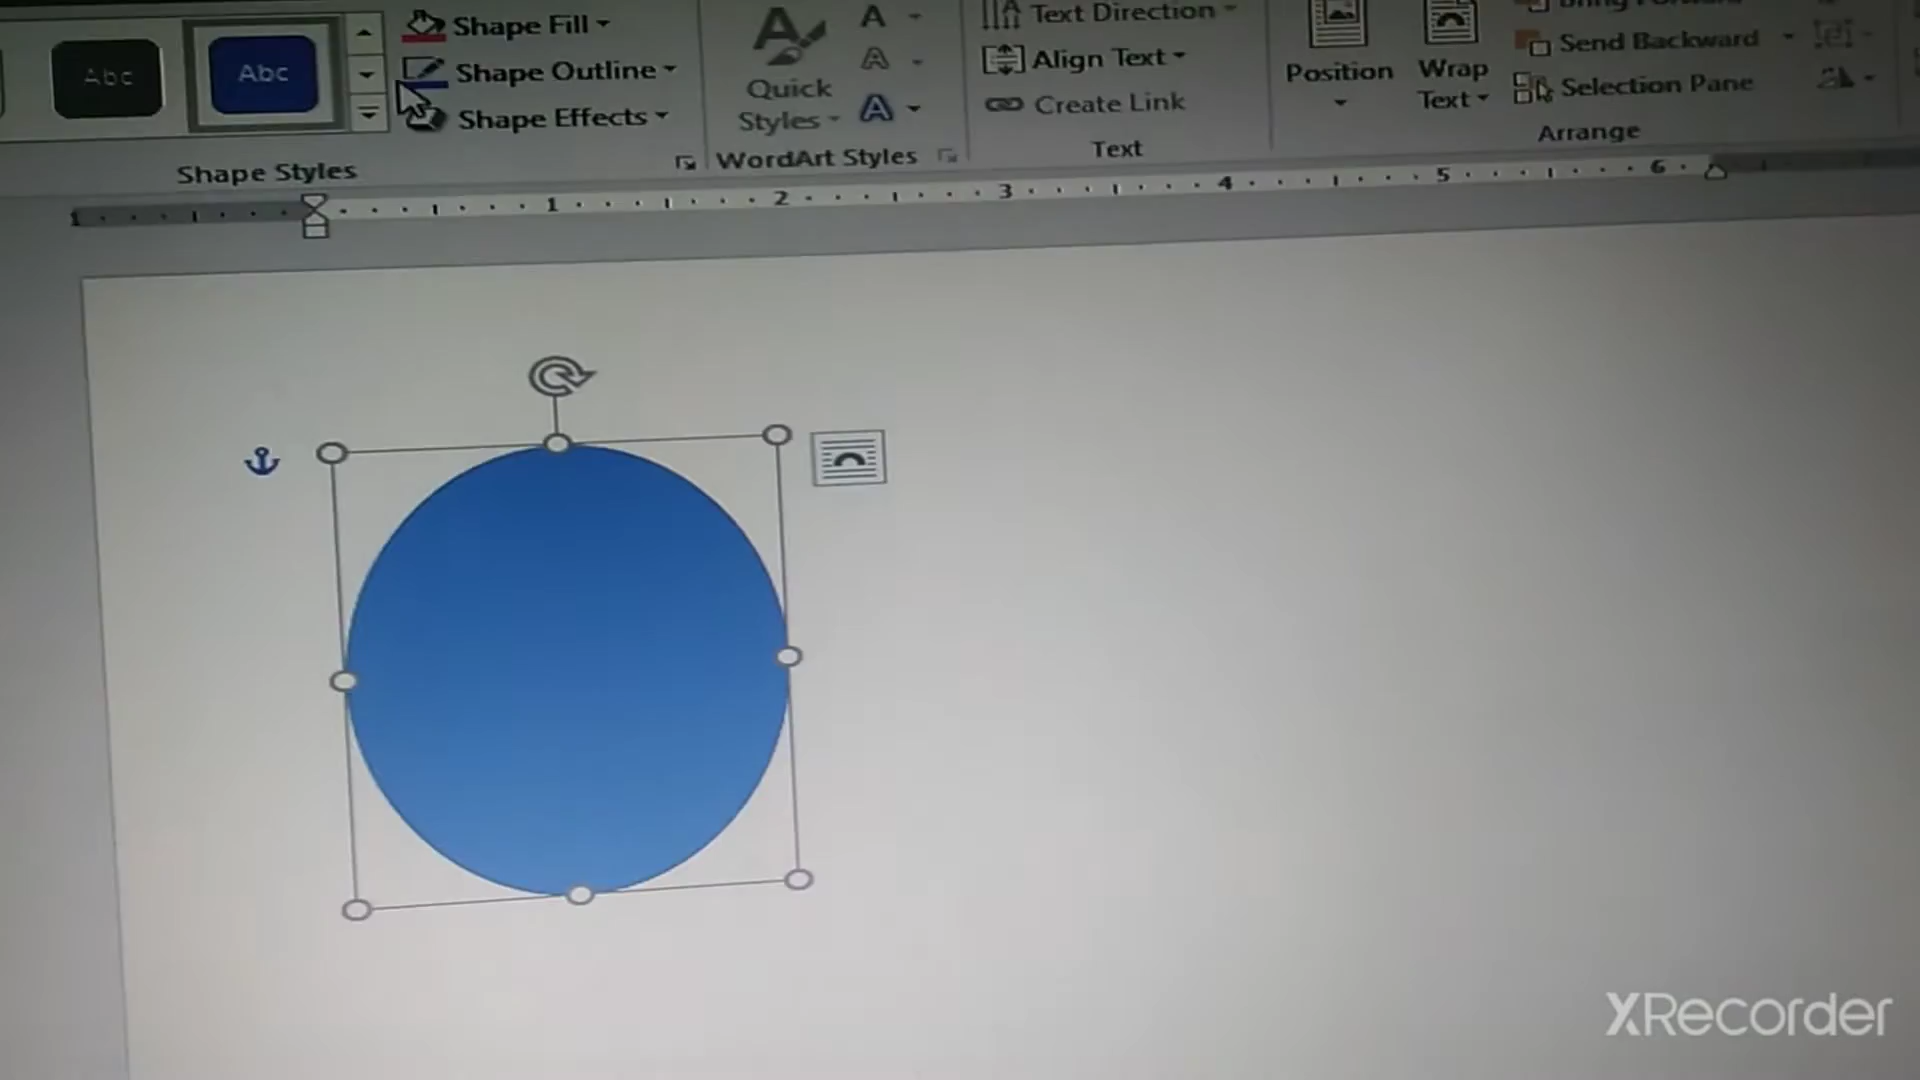 Abc
Abc
Shape Fill
Shape Outline
Shape Effects
Shape Styles
Quick
Styles
WordArt Styles
Text Direction
Align Text
Create Link
Text
Position
Wrap
Text
Send Backward
Selection Pane
Arrange
1 1 2 3 4 5 6
XRecorder